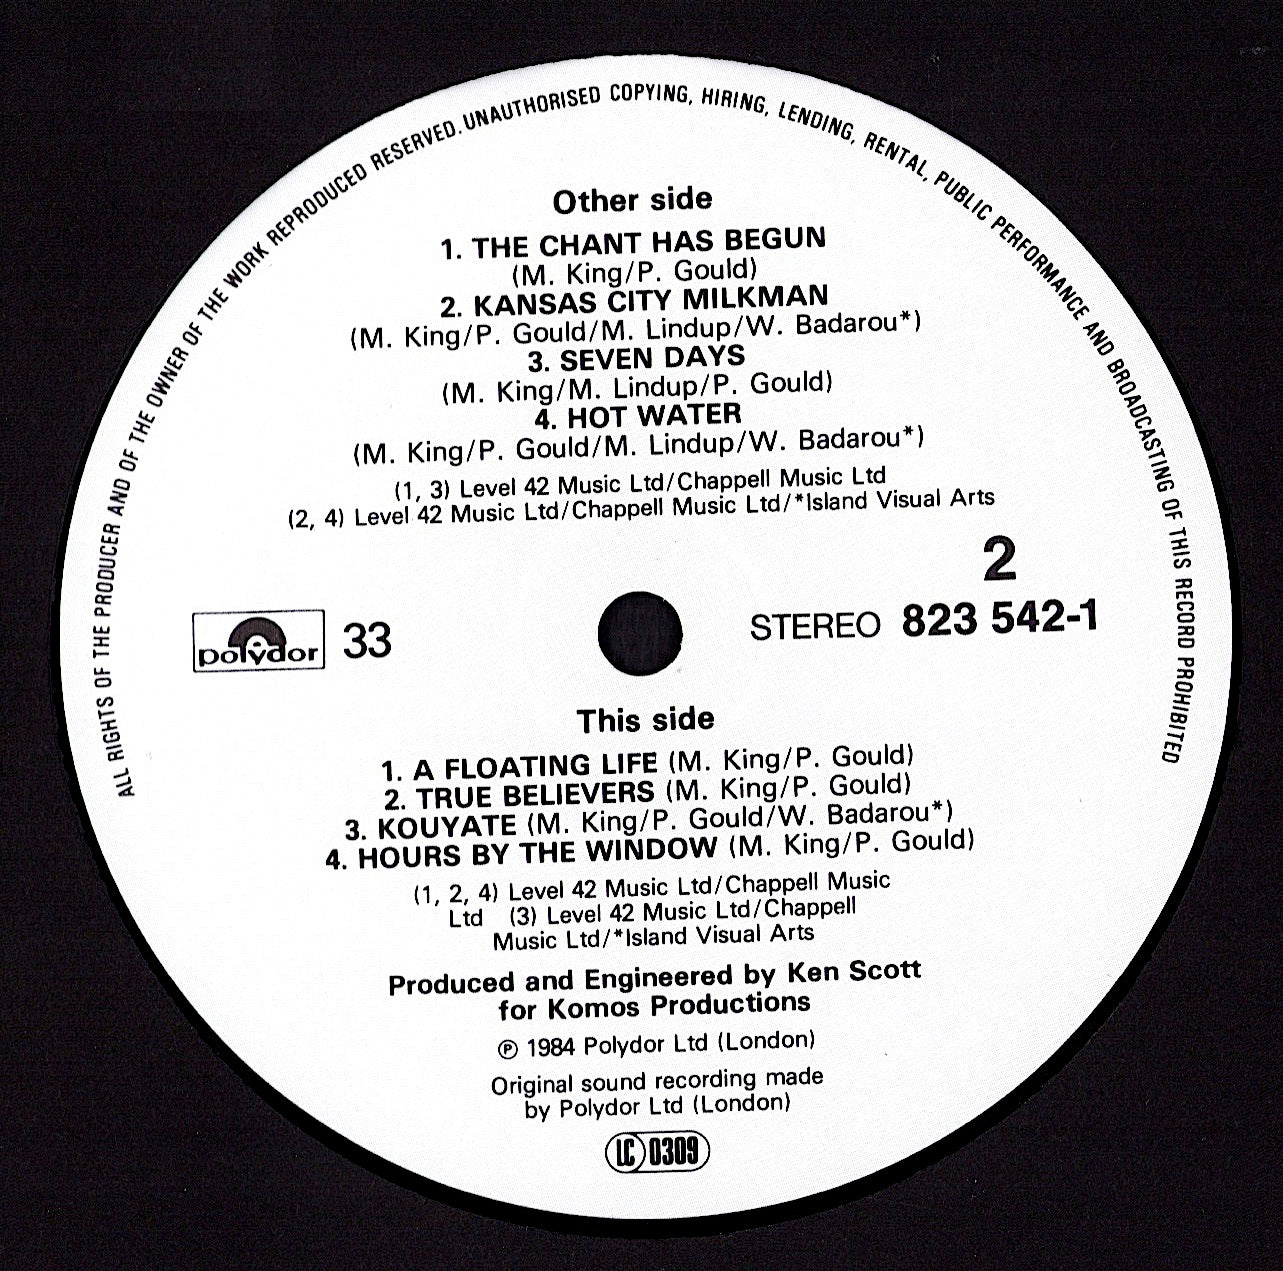 ALL RIGHTS OF THE PRODUCER AND OF THE OWNER OF THE WORK REPRODUCED RESERVED. UNAUTHORISED COPYING, HIRING, LENDING, RENTAL, PUBLIC PERFORMANCE AND BROADCASTING OF THIS RECORD PROHIBITED
Other side
1. THE CHANT HAS BEGUN
(M. King/P. Gould)
2. KANSAS CITY MILKMAN
(M. King/P. Gould/M. Lindup/W. Badarou*)
3. SEVEN DAYS
(M. King/M. Lindup/P. Gould)
4. HOT WATER
(M. King/P. Gould/M. Lindup/W. Badarou*)
(1, 3) Level 42 Music Ltd/Chappell Music Ltd
(2, 4) Level 42 Music Ltd/Chappell Music Ltd/*Island Visual Arts
2
polydor 33 STEREO 823 542-1
This side
1. A FLOATING LIFE (M. King/P. Gould)
2. TRUE BELIEVERS (M. King/P. Gould)
3. KOUYATE (M. King/P. Gould/W. Badarou*)
4. HOURS BY THE WINDOW (M. King/P. Gould)
(1, 2, 4) Level 42 Music Ltd/Chappell Music
Ltd (3) Level 42 Music Ltd/Chappell
Music Ltd/*Island Visual Arts
Produced and Engineered by Ken Scott
for Komos Productions
℗ 1984 Polydor Ltd (London)
Original sound recording made
by Polydor Ltd (London)
LC 0309